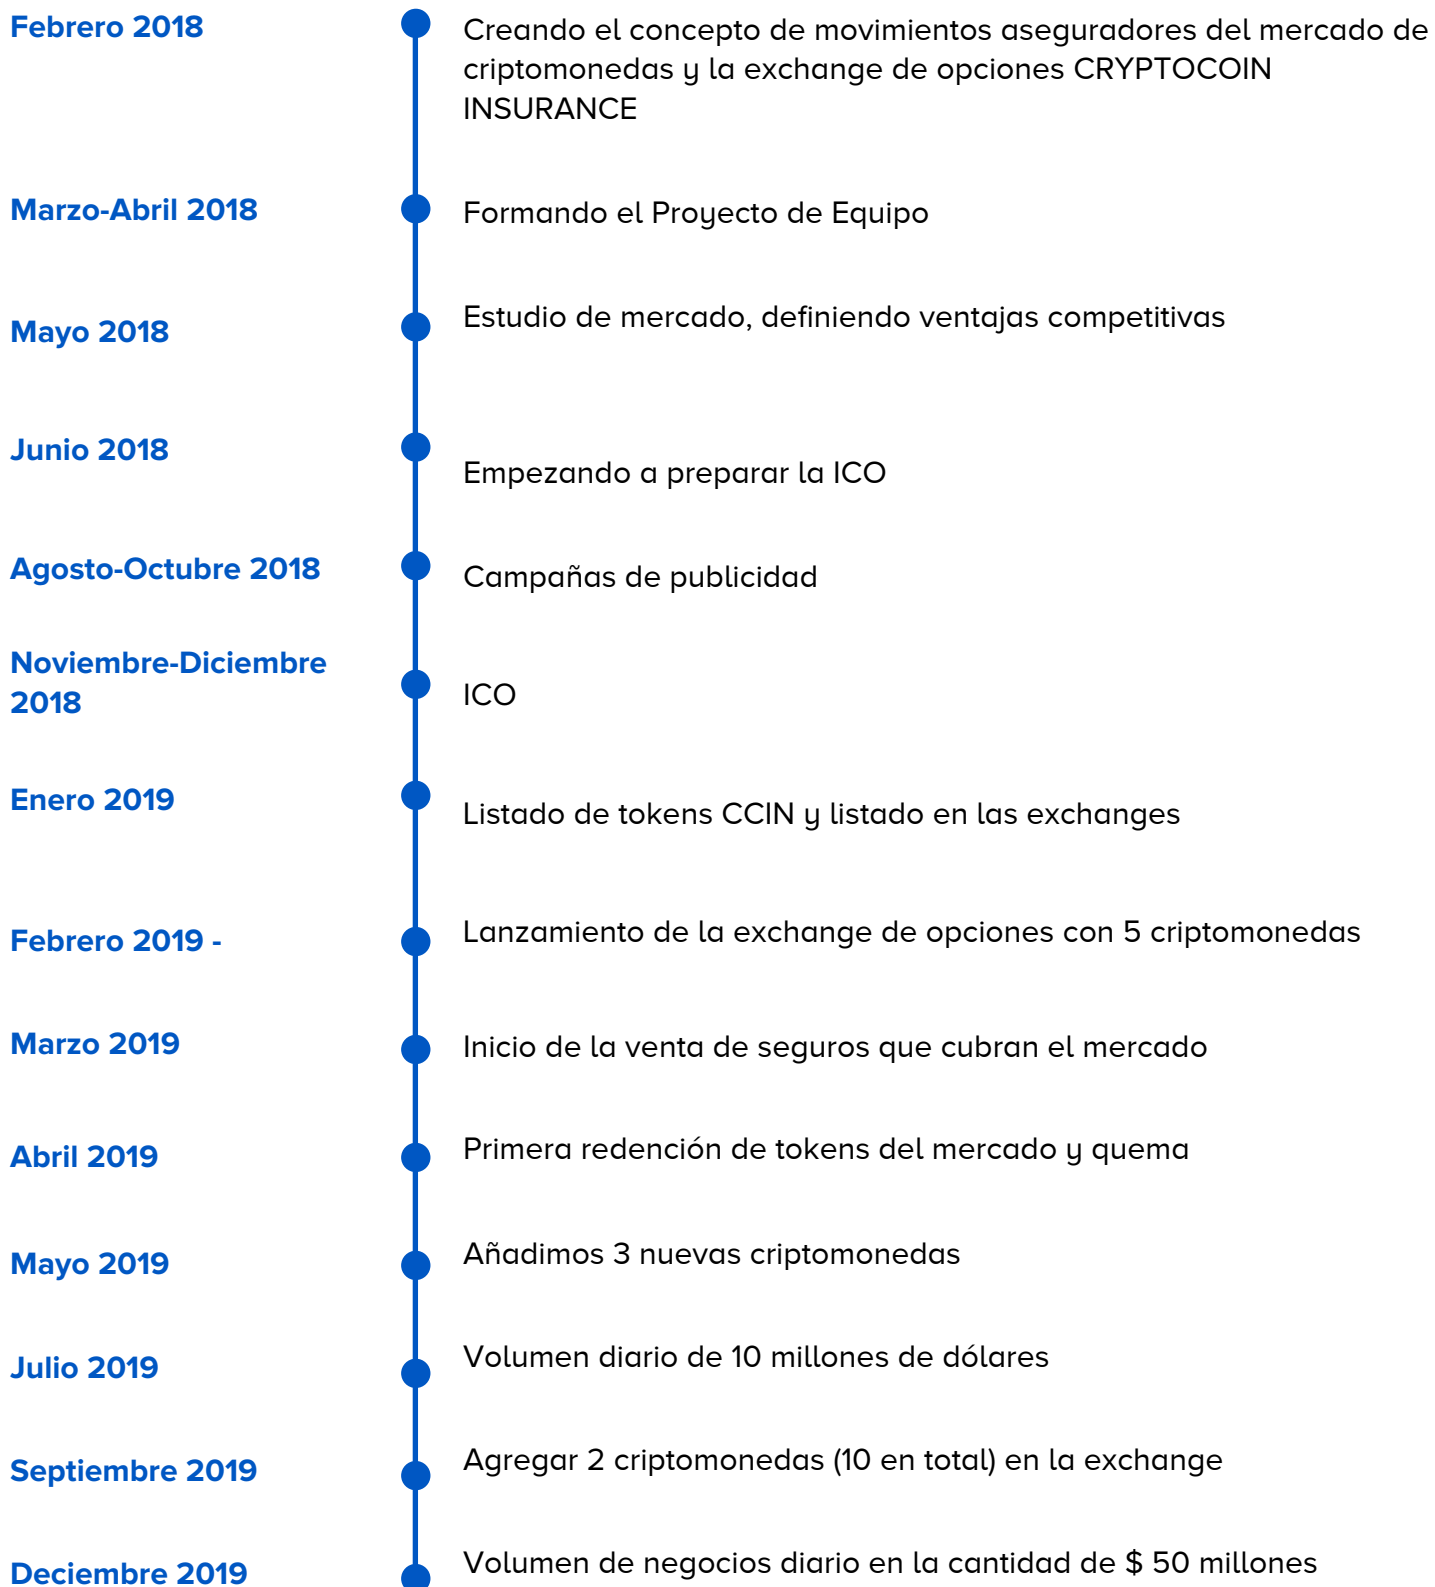 Febrero 2018
Creando el concepto de movimientos aseguradores del mercado de
criptomonedas y la exchange de opciones CRYPTOCOIN
INSURANCE
Marzo-Abril 2018
Formando el Proyecto de Equipo
Mayo 2018
Estudio de mercado, definiendo ventajas competitivas
Junio 2018
Empezando a preparar la ICO
Agosto-Octubre 2018
Campañas de publicidad
Noviembre-Diciembre
2018
ICO
Enero 2019
Listado de tokens CCIN y listado en las exchanges
Febrero 2019 -
Lanzamiento de la exchange de opciones con 5 criptomonedas
Marzo 2019
Inicio de la venta de seguros que cubran el mercado
Abril 2019
Primera redención de tokens del mercado y quema
Mayo 2019
Añadimos 3 nuevas criptomonedas
Julio 2019
Volumen diario de 10 millones de dólares
Septiembre 2019
Agregar 2 criptomonedas (10 en total) en la exchange
Deciembre 2019
Volumen de negocios diario en la cantidad de $ 50 millones